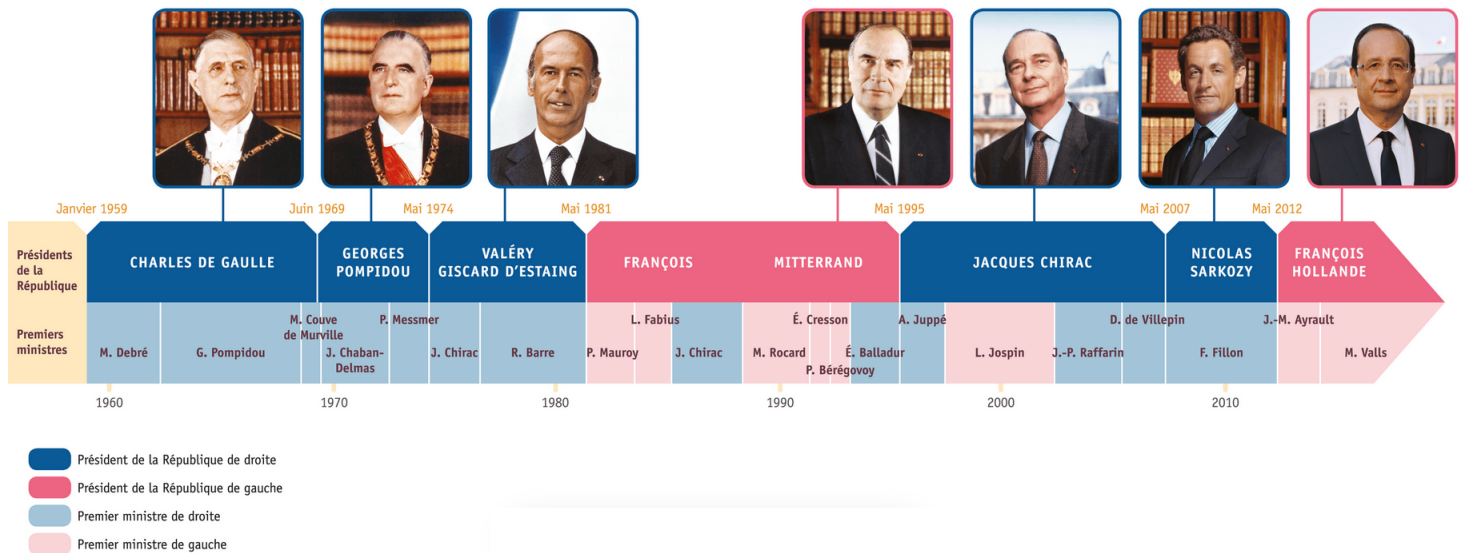 Janvier 1959
Juin 1969
Mai 1974
Mai 1981
Mai 1995
Mai 2007
Mai 2012
Présidents
de la
République
CHARLES DE GAULLE
GEORGES
POMPIDOU
VALÉRY
GISCARD D'ESTAING
FRANÇOIS MITTERRAND
JACQUES CHIRAC
NICOLAS
SARKOZY
FRANÇOIS
HOLLANDE
Premiers
ministres
M. Debré
G. Pompidou
M. Couve
de Murville
J. Chaban-
Delmas
P. Messmer
J. Chirac
R. Barre
P. Mauroy
L. Fabius
J. Chirac
M. Rocard
É. Cresson
P. Bérégovoy
É. Balladur
A. Juppé
L. Jospin
J.-P. Raffarin
D. de Villepin
F. Fillon
J.-M. Ayrault
M. Valls
1960
1970
1980
1990
2000
2010
Président de la République de droite
Président de la République de gauche
Premier ministre de droite
Premier ministre de gauche